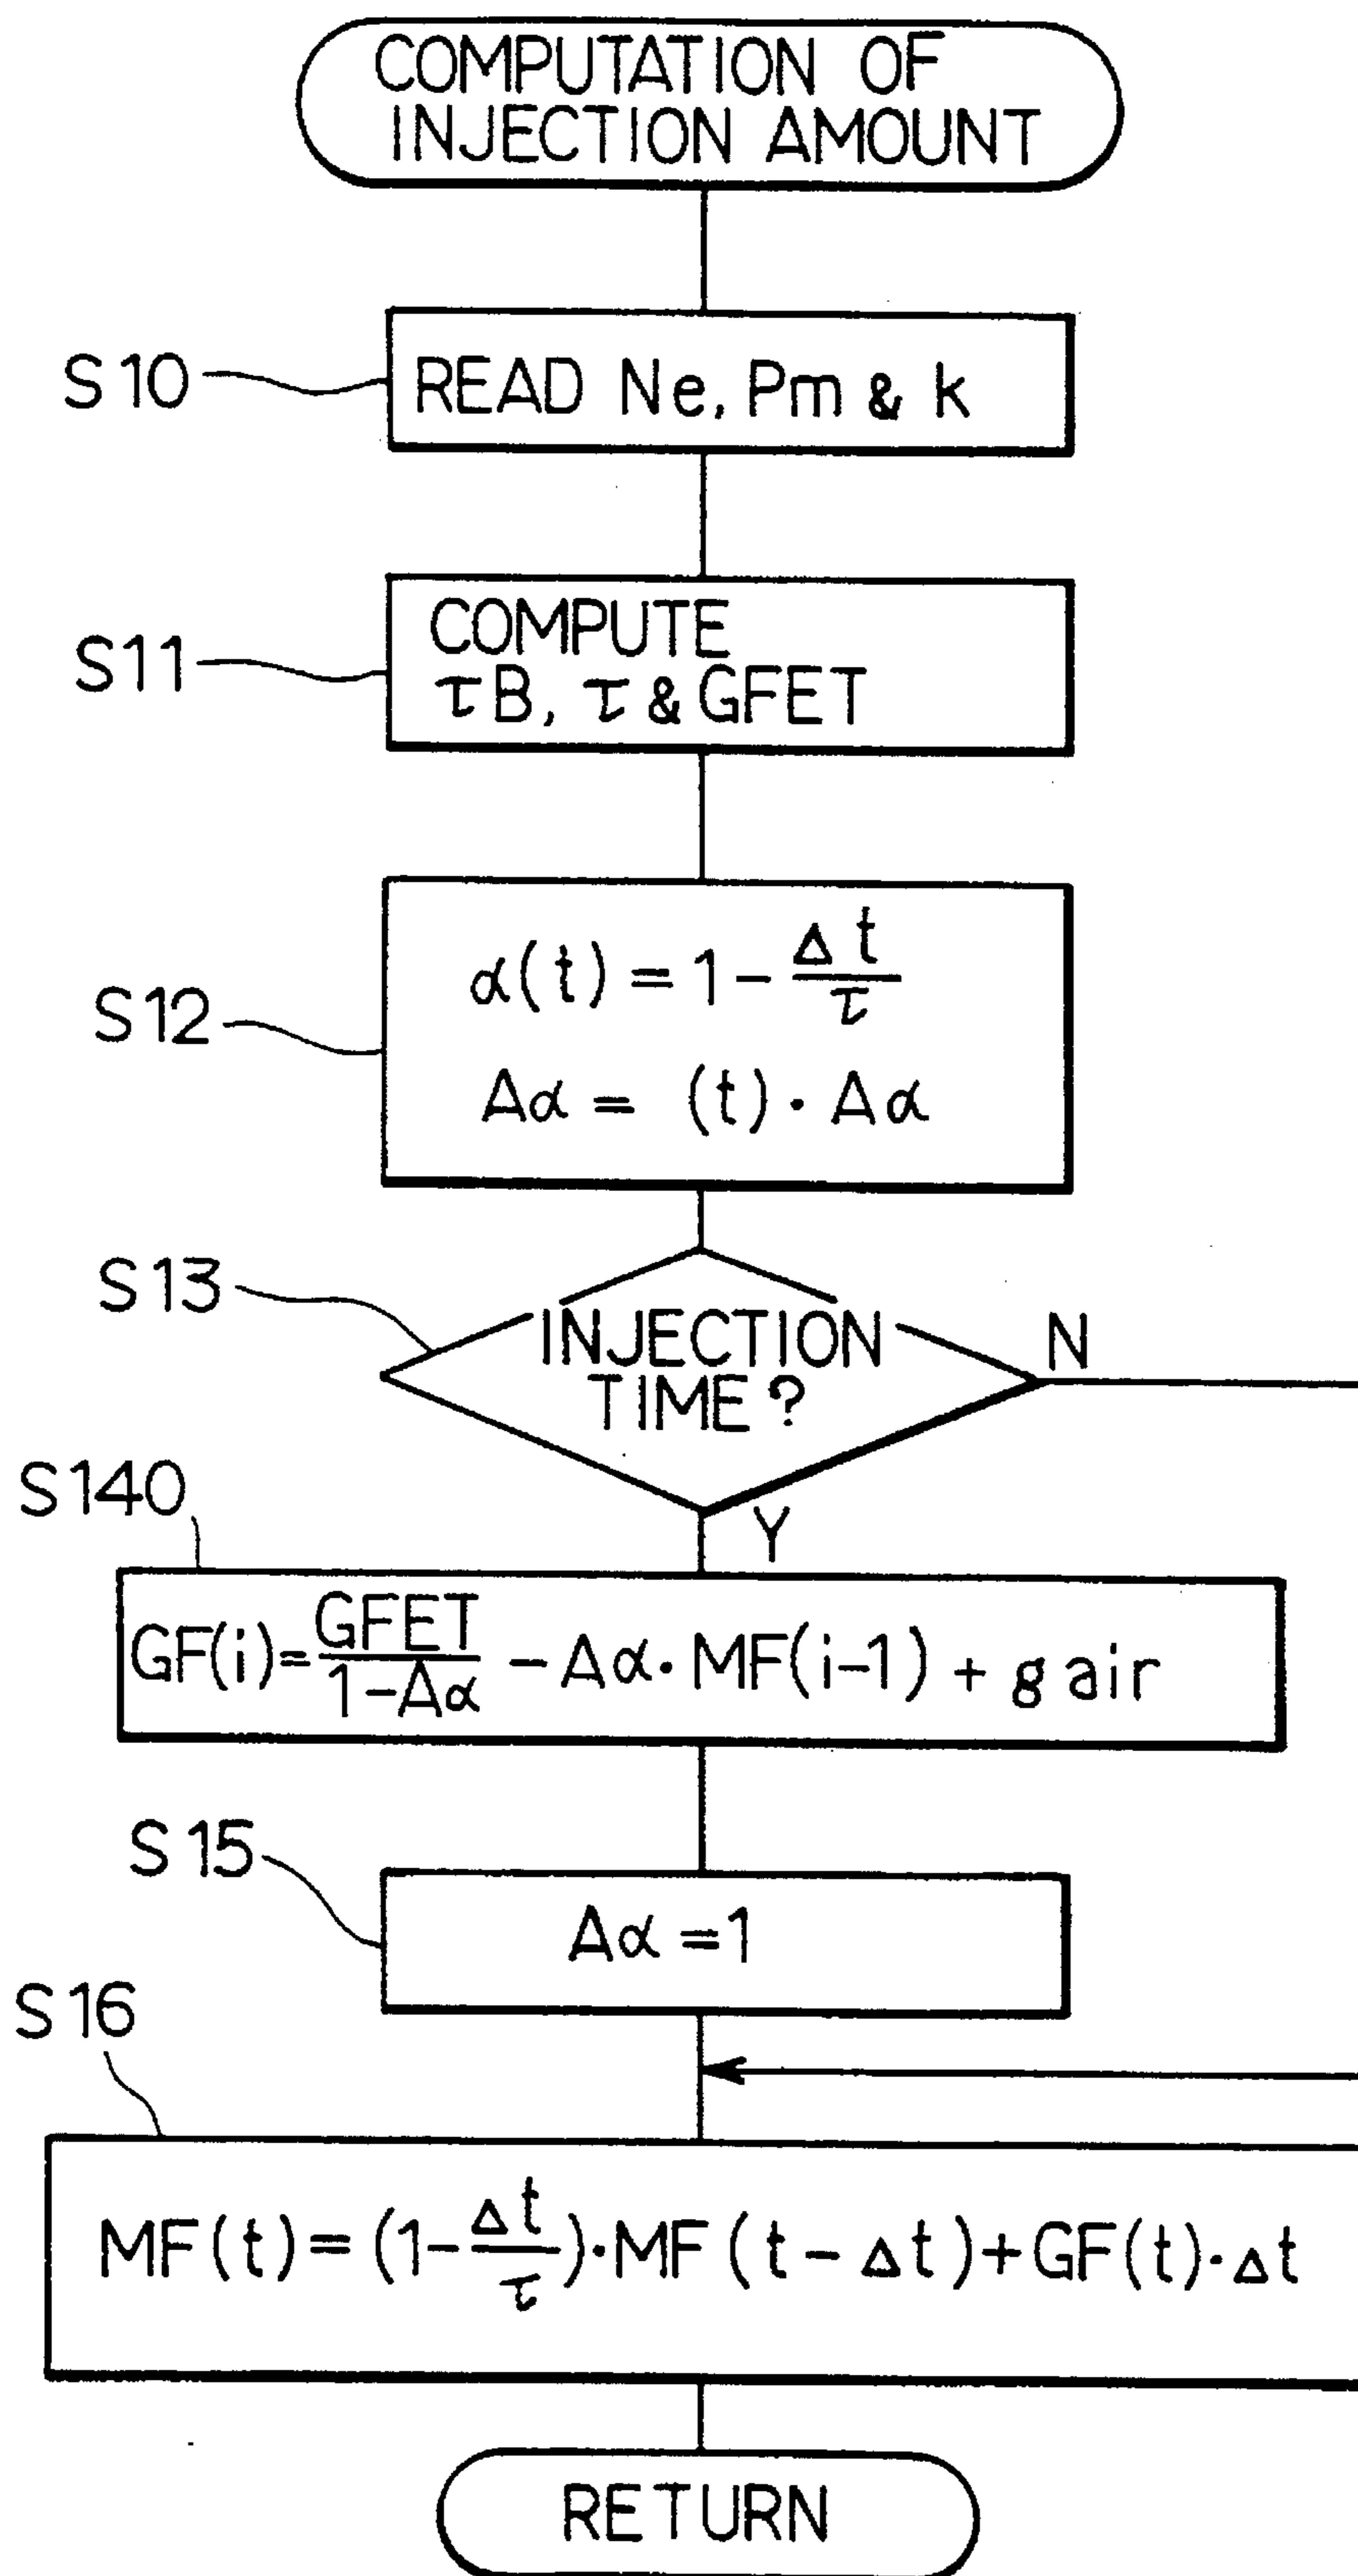 COMPUTATION OF
INJECTION AMOUNT
S10
READ Ne, Pm & k
S11
COMPUTE
τB, τ & GFET
S12
α(t) = 1 - Δt/τ
Aα = (t) · Aα
S13
INJECTION
TIME?
N
Y
S140
GF(i) = GFET/1-Aα - Aα · MF(i-1) + g air
S15
Aα = 1
S16
MF(t) = (1 - Δt/τ) · MF(t - Δt) + GF(t) · Δt
RETURN